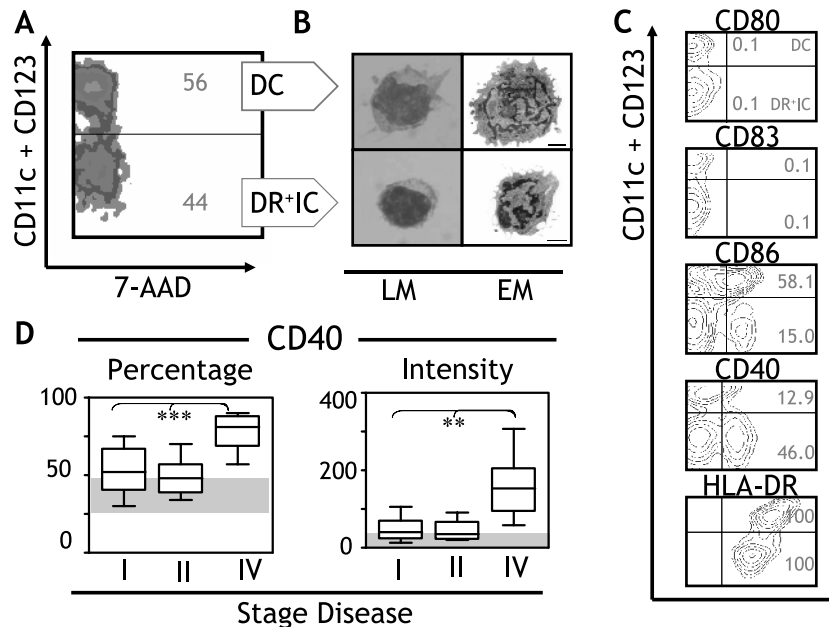 A
CD11c + CD123
56
44
7-AAD
DC
DR⁺IC
B
LM
EM
C
CD11c + CD123
CD80
0.1
DC
0.1
DR⁺IC
CD83
0.1
0.1
CD86
58.1
15.0
CD40
12.9
46.0
HLA-DR
100
100
D
CD40
Percentage
100
50
0
***
I
II
IV
Intensity
400
200
0
**
I
II
IV
Stage Disease